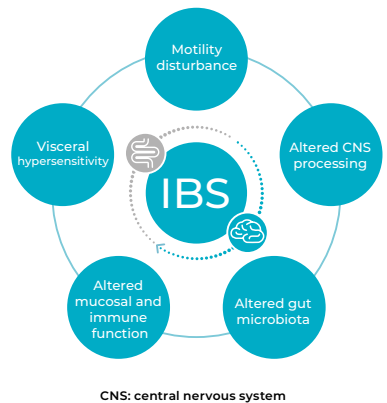 Motility
disturbance
Altered CNS
processing
Altered gut
microbiota
Altered
mucosal and
immune
function
Visceral
hypersensitivity
IBS
CNS: central nervous system